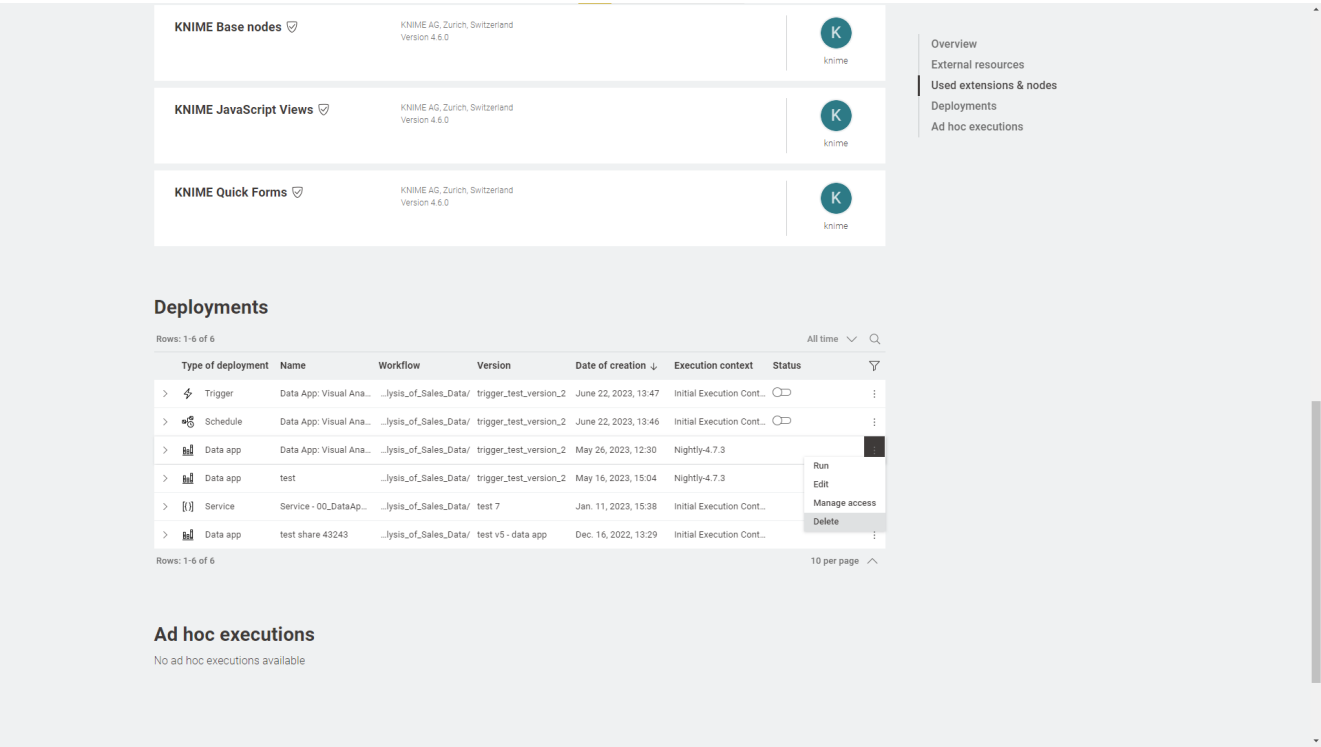 KNIME Base nodes
KNIME AG, Zurich, Switzerland
Version 4.6.0
K
knime
KNIME JavaScript Views
KNIME AG, Zurich, Switzerland
Version 4.6.0
K
knime
KNIME Quick Forms
KNIME AG, Zurich, Switzerland
Version 4.6.0
K
knime
Overview
External resources
Used extensions & nodes
Deployments
Ad hoc executions
Deployments
Rows: 1-6 of 6 All time
Type of deployment Name Workflow Version Date of creation ↓ Execution context Status
Trigger Data App: Visual Ana... ...lysis_of_Sales_Data/ trigger_test_version_2 June 22, 2023, 13:47 Initial Execution Cont...
Schedule Data App: Visual Ana... ...lysis_of_Sales_Data/ trigger_test_version_2 June 22, 2023, 13:46 Initial Execution Cont...
Data app Data App: Visual Ana... ...lysis_of_Sales_Data/ trigger_test_version_2 May 26, 2023, 12:30 Nightly-4.7.3
Data app test ...lysis_of_Sales_Data/ trigger_test_version_2 May 16, 2023, 15:04 Nightly-4.7.3
Service Service - 00_DataAp... ...lysis_of_Sales_Data/ test 7 Jan. 11, 2023, 15:38 Initial Execution Cont...
Data app test share 43243 ...lysis_of_Sales_Data/ test v5 - data app Dec. 16, 2022, 13:29 Initial Execution Cont...
Run
Edit
Manage access
Delete
Rows: 1-6 of 6 10 per page
Ad hoc executions
No ad hoc executions available